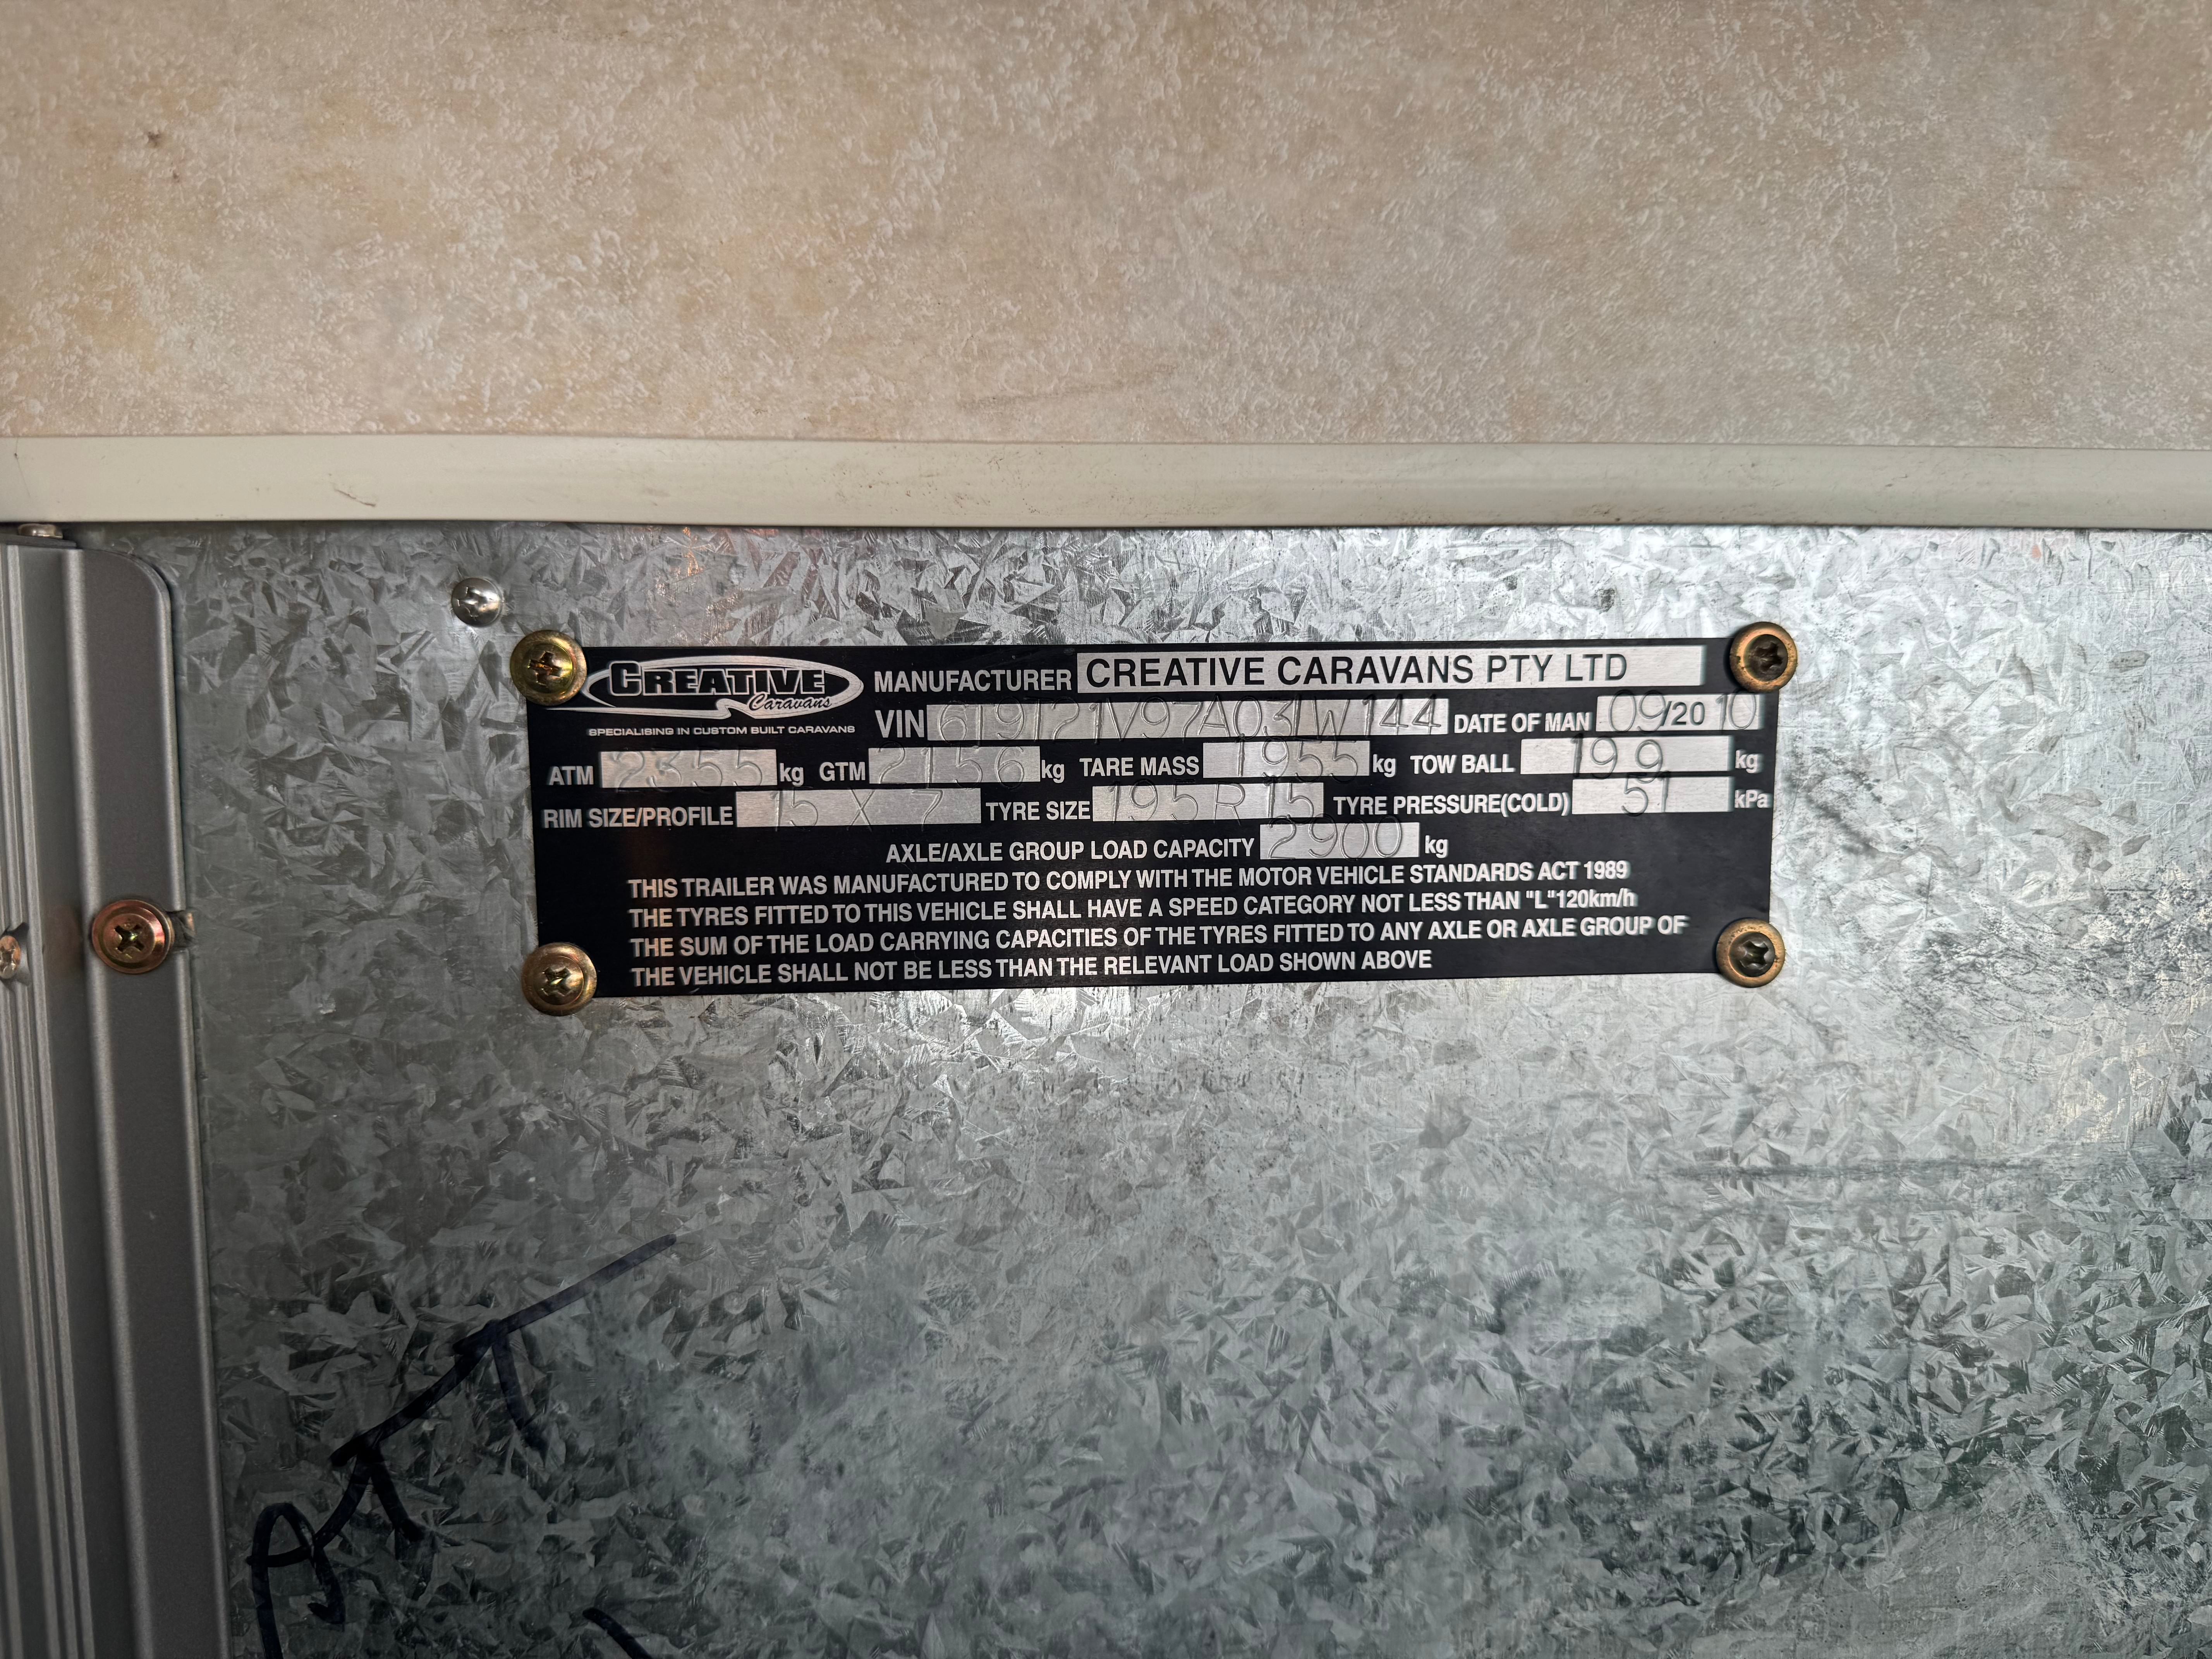 CREATIVE Caravans
SPECIALISING IN CUSTOM BUILT CARAVANS
MANUFACTURER CREATIVE CARAVANS PTY LTD
VIN 6T9T21V97A03LW144 DATE OF MAN 09/2010
ATM 2355 kg GTM 2156 kg TARE MASS 1955 kg TOW BALL 199 kg
RIM SIZE/PROFILE 15 X 7 TYRE SIZE 195R15 TYRE PRESSURE(COLD) 51 kPa
AXLE/AXLE GROUP LOAD CAPACITY 2900 kg
THIS TRAILER WAS MANUFACTURED TO COMPLY WITH THE MOTOR VEHICLE STANDARDS ACT 1989
THE TYRES FITTED TO THIS VEHICLE SHALL HAVE A SPEED CATEGORY NOT LESS THAN "L"120km/h
THE SUM OF THE LOAD CARRYING CAPACITIES OF THE TYRES FITTED TO ANY AXLE OR AXLE GROUP OF
THE VEHICLE SHALL NOT BE LESS THAN THE RELEVANT LOAD SHOWN ABOVE